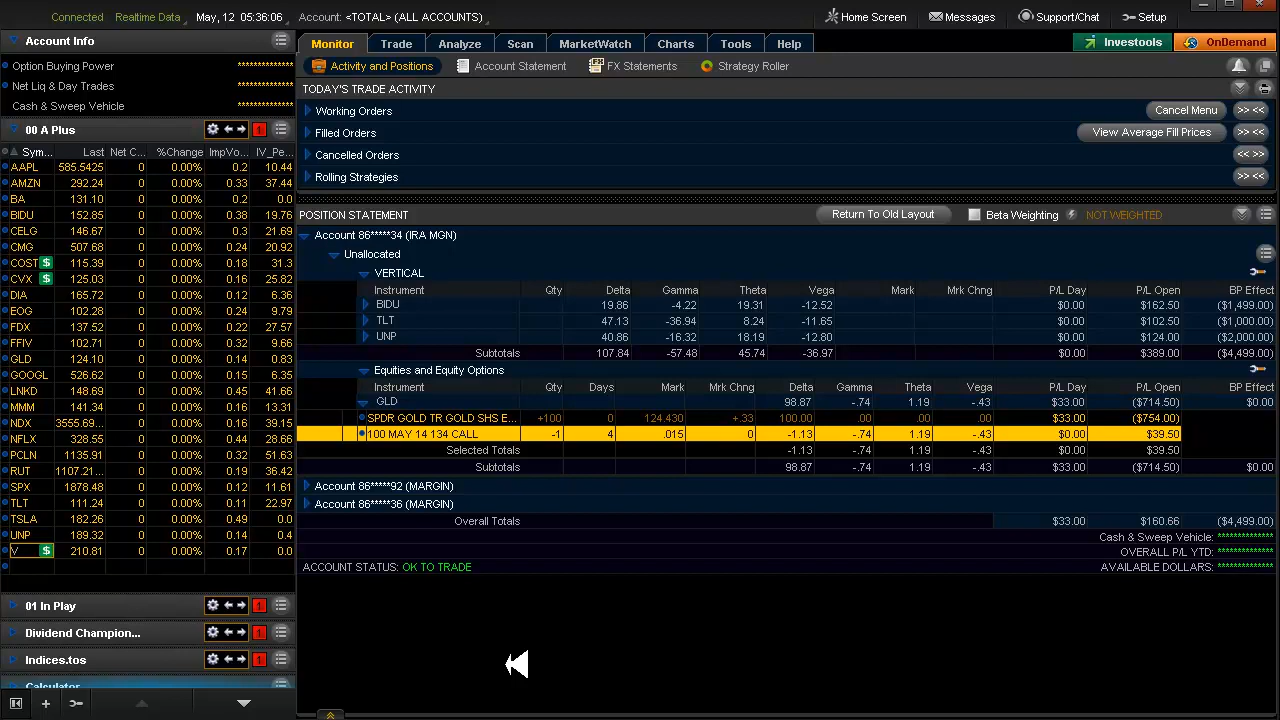 Connected Realtime Data May, 12 05:36:06 Account: <TOTAL> (ALL ACCOUNTS) Home Screen Messages Support/Chat Setup
Account Info
Option Buying Power **************
Net Liq & Day Trades **************
Cash & Sweep Vehicle **************
00 A Plus 1
Sym... Last Net C... %Change ImpVo... IV_Pe...
AAPL 585.5425 0 0.00% 0.2 10.44
AMZN 292.24 0 0.00% 0.33 37.44
BA 131.10 0 0.00% 0.2 0.0
BIDU 152.85 0 0.00% 0.38 19.76
CELG 146.67 0 0.00% 0.3 21.69
CMG 507.68 0 0.00% 0.24 20.92
COST $ 115.39 0 0.00% 0.18 31.3
CVX $ 125.03 0 0.00% 0.16 25.82
DIA 165.72 0 0.00% 0.12 6.36
EOG 102.28 0 0.00% 0.24 9.79
FDX 137.52 0 0.00% 0.22 27.57
FFIV 102.71 0 0.00% 0.32 9.66
GLD 124.10 0 0.00% 0.14 0.83
GOOGL 526.62 0 0.00% 0.15 6.35
LNKD 148.69 0 0.00% 0.45 41.66
MMM 141.34 0 0.00% 0.16 13.31
NDX 3555.69... 0 0.00% 0.16 39.15
NFLX 328.55 0 0.00% 0.44 28.66
PCLN 1135.91 0 0.00% 0.32 51.63
RUT 1107.21... 0 0.00% 0.19 36.42
SPX 1878.48 0 0.00% 0.12 11.61
TLT 111.24 0 0.00% 0.11 22.97
TSLA 182.26 0 0.00% 0.49 0.0
UNP 189.32 0 0.00% 0.14 0.4
V $ 210.81 0 0.00% 0.17 0.0
01 In Play 1
Dividend Champion... 1
Indices.tos 1
Calculator
Monitor Trade Analyze Scan MarketWatch Charts Tools Help Investools OnDemand
Activity and Positions Account Statement FX Statements Strategy Roller
TODAY'S TRADE ACTIVITY
Working Orders Cancel Menu >> <<
Filled Orders View Average Fill Prices >> <<
Cancelled Orders << >>
Rolling Strategies >> <<
POSITION STATEMENT Return To Old Layout Beta Weighting NOT WEIGHTED
Account 86*****34 (IRA MGN)
Unallocated
VERTICAL
Instrument Qty Delta Gamma Theta Vega Mark Mrk Chng P/L Day P/L Open BP Effect
BIDU 19.86 -4.22 19.31 -12.52 $0.00 $162.50 ($1,499.00)
TLT 47.13 -36.94 8.24 -11.65 $0.00 $102.50 ($1,000.00)
UNP 40.86 -16.32 18.19 -12.80 $0.00 $124.00 ($2,000.00)
Subtotals 107.84 -57.48 45.74 -36.97 $0.00 $389.00 ($4,499.00)
Equities and Equity Options
Instrument Qty Days Mark Mrk Chng Delta Gamma Theta Vega P/L Day P/L Open BP Effect
GLD 98.87 -.74 1.19 -.43 $33.00 ($714.50) $0.00
SPDR GOLD TR GOLD SHS E... +100 0 124.430 +.33 100.00 .00 .00 .00 $33.00 ($754.00)
100 MAY 14 134 CALL -1 4 .015 0 -1.13 -.74 1.19 -.43 $0.00 $39.50
Selected Totals -1.13 -.74 1.19 -.43 $0.00 $39.50
Subtotals 98.87 -.74 1.19 -.43 $33.00 ($714.50) $0.00
Account 86*****92 (MARGIN)
Account 86*****36 (MARGIN)
Overall Totals $33.00 $160.66 ($4,499.00)
Cash & Sweep Vehicle: **************
OVERALL P/L YTD: **************
ACCOUNT STATUS: OK TO TRADE AVAILABLE DOLLARS: **************